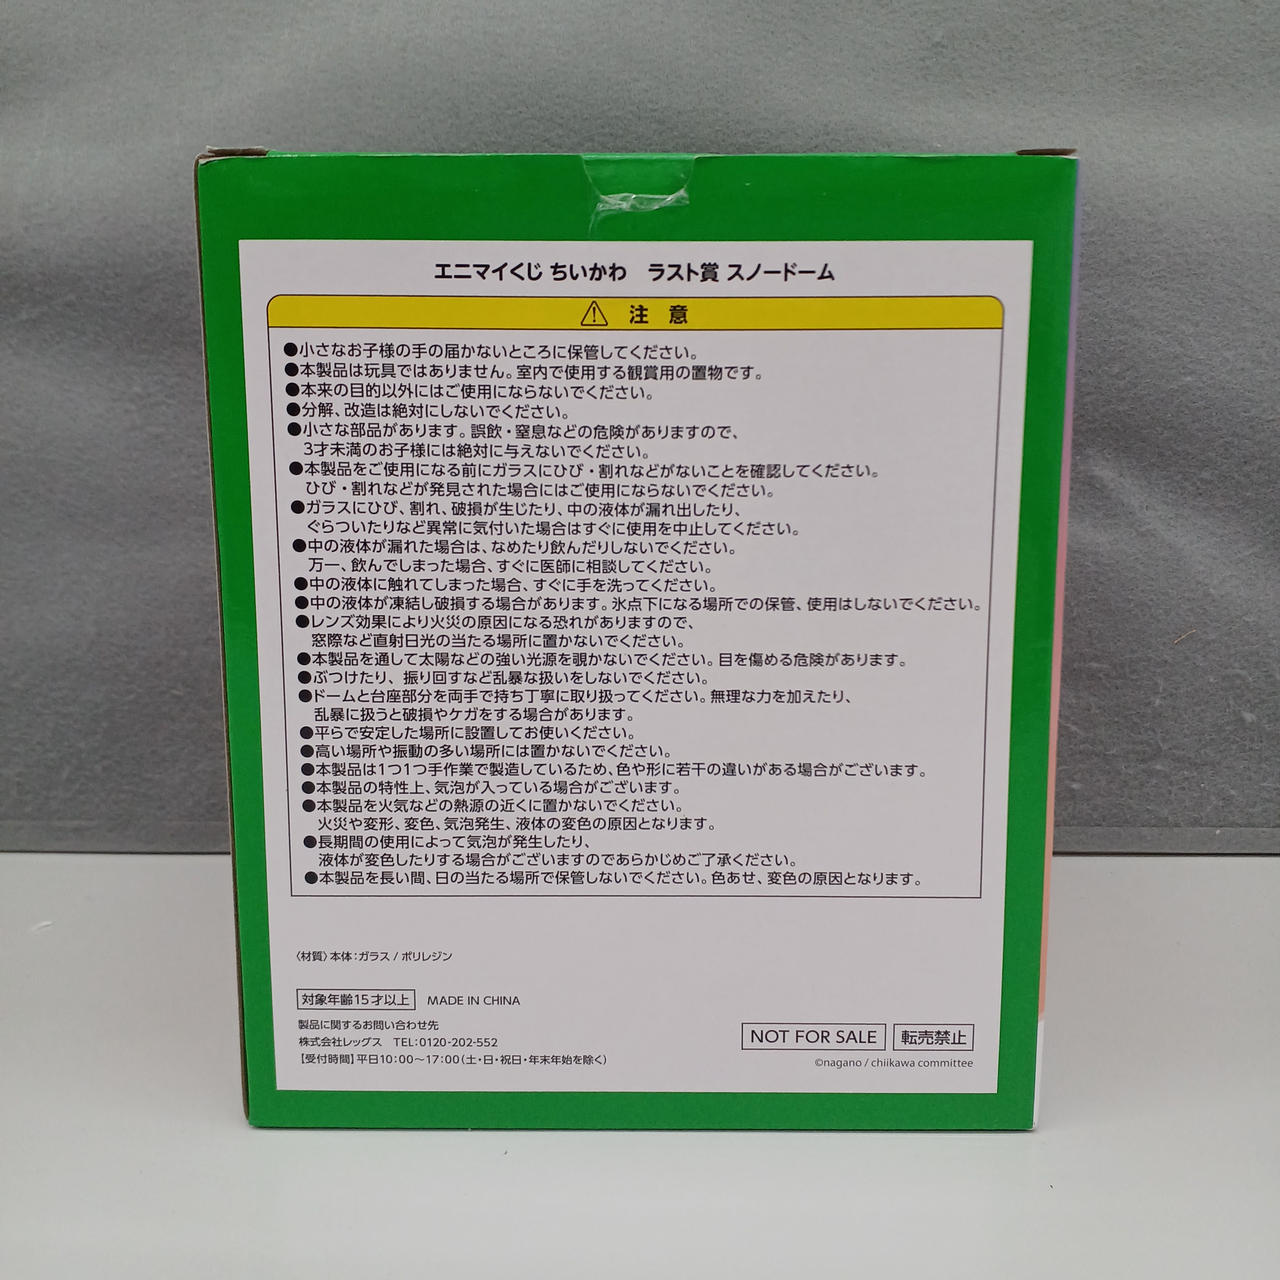 エニマイくじ ちいかわ　ラスト賞 スノードーム
注 意
●小さなお子様の手の届かないところに保管してください。
●本製品は玩具ではありません。室内で使用する観賞用の置物です。
●本来の目的以外にはご使用にならないでください。
●分解、改造は絶対にしないでください。
●小さな部品があります。誤飲・窒息などの危険がありますので、
3才未満のお子様には絶対に与えないでください。
●本製品をご使用になる前にガラスにひび・割れなどがないことを確認してください。
ひび・割れなどが発見された場合にはご使用にならないでください。
●ガラスにひび、割れ、破損が生じたり、中の液体が漏れ出したり、
ぐらついたりなど異常に気付いた場合はすぐに使用を中止してください。
●中の液体が漏れた場合は、なめたり飲んだりしないでください。
万一、飲んでしまった場合、すぐに医師に相談してください。
●中の液体に触れてしまった場合、すぐに手を洗ってください。
●中の液体が凍結し破損する場合があります。氷点下になる場所での保管、使用はしないでください。
●レンズ効果により火災の原因になる恐れがありますので、
窓際など直射日光の当たる場所に置かないでください。
●本製品を通して太陽などの強い光源を覗かないでください。目を傷める危険があります。
●ぶつけたり、振り回すなど乱暴な扱いをしないでください。
●ドームと台座部分を両手で持ち丁寧に取り扱ってください。無理な力を加えたり、
乱暴に扱うと破損やケガをする場合があります。
●平らで安定した場所に設置してお使いください。
●高い場所や振動の多い場所には置かないでください。
●本製品は1つ1つ手作業で製造しているため、色や形に若干の違いがある場合がございます。
●本製品の特性上、気泡が入っている場合がございます。
●本製品を火気などの熱源の近くに置かないでください。
火災や変形、変色、気泡発生、液体の変色の原因となります。
●長期間の使用によって気泡が発生したり、
液体が変色したりする場合がございますのであらかじめご了承ください。
●本製品を長い間、日の当たる場所で保管しないでください。色あせ、変色の原因となります。
〈材質〉本体：ガラス / ポリレジン
対象年齢15才以上 MADE IN CHINA
製品に関するお問い合わせ先
株式会社レッグス TEL：0120-202-552
【受付時間】平日10：00〜17：00（土・日・祝日・年末年始を除く）
NOT FOR SALE 転売禁止
©nagano / chiikawa committee